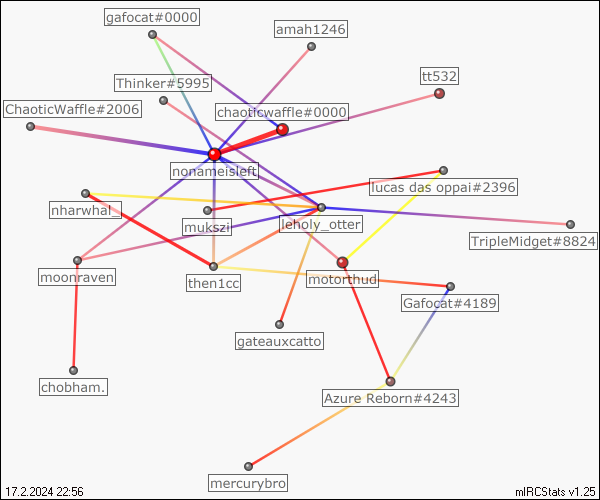 gafocat#0000
amah1246
Thinker#5995
tt532
ChaoticWaffle#2006
chaoticwaffle#0000
nonameisleft
lucas das oppai#2396
nharwhal_
mukszi
leholy_otter
TripleMidget#8824
moonraven
then1cc
motorthud
Gafocat#4189
gateauxcatto
chobham.
Azure Reborn#4243
mercurybro
17.2.2024 22:56
mIRCStats v1.25